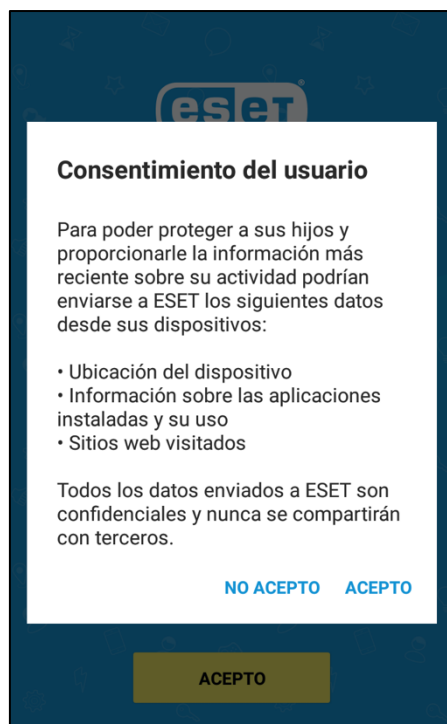 eset
Consentimiento del usuario
Para poder proteger a sus hijos y
proporcionarle la información más
reciente sobre su actividad podrían
enviarse a ESET los siguientes datos
desde sus dispositivos:
• Ubicación del dispositivo
• Información sobre las aplicaciones
instaladas y su uso
• Sitios web visitados
Todos los datos enviados a ESET son
confidenciales y nunca se compartirán
con terceros.
NO ACEPTO ACEPTO
ACEPTO